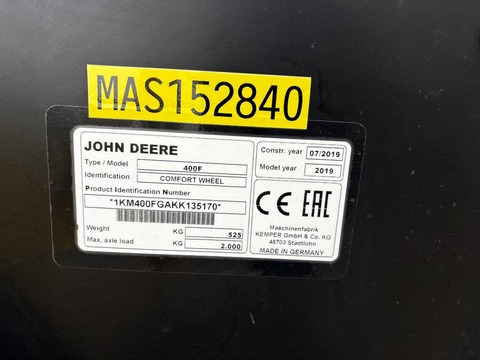 MAS152840
JOHN DEERE
Type / Model 400F
Identification COMFORT WHEEL
Product Identification Number
*1KM400FGAKK135170*
Weight KG 525
Max. axle load KG 2.000
Constr. year 07/2019
Model year 2019
CE EAC
Maschinenfabrik
KEMPER GmbH & Co. KG
48703 Stadtlohn
MADE IN GERMANY